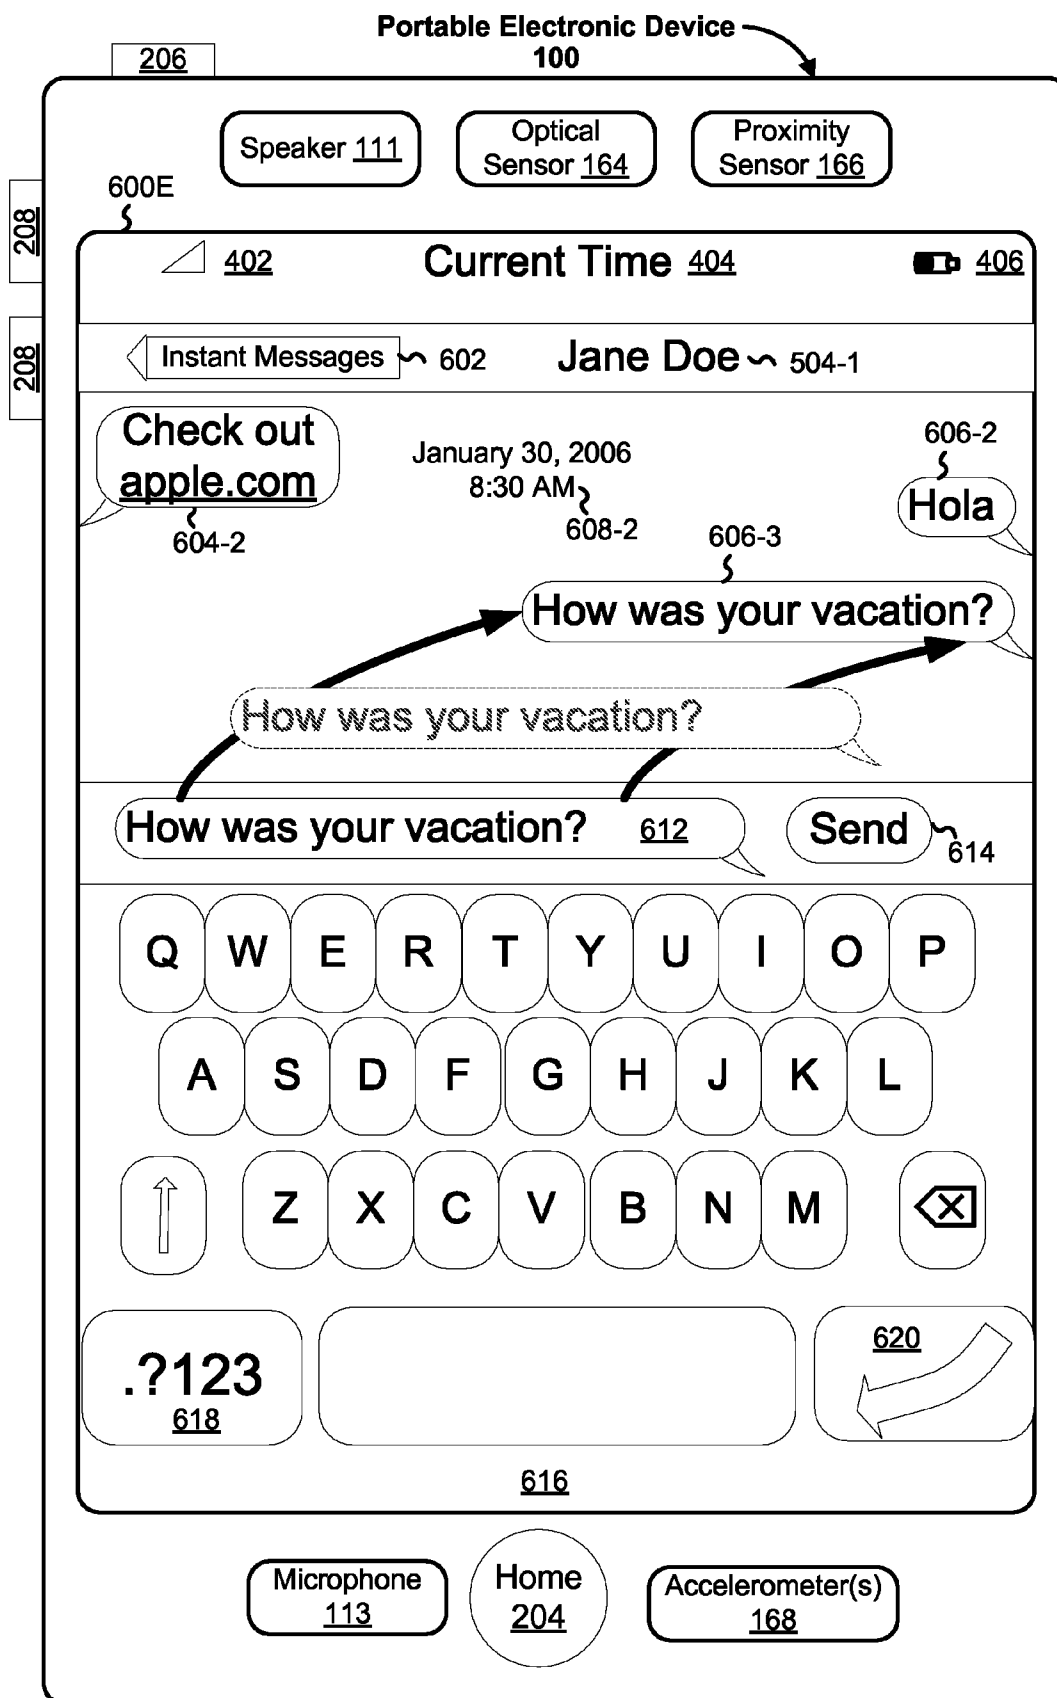 Portable Electronic Device
100
206
Speaker 111
Optical
Sensor 164
Proximity
Sensor 166
208
600E
402
Current Time 404
406
208
Instant Messages
602
Jane Doe
504-1
Check out
apple.com
604-2
January 30, 2006
8:30 AM
608-2
606-2
Hola
606-3
How was your vacation?
How was your vacation?
How was your vacation?
612
Send
614
Q W E R T Y U I O P
A S D F G H J K L
Z X C V B N M
.?123
618
620
616
Microphone
113
Home
204
Accelerometer(s)
168